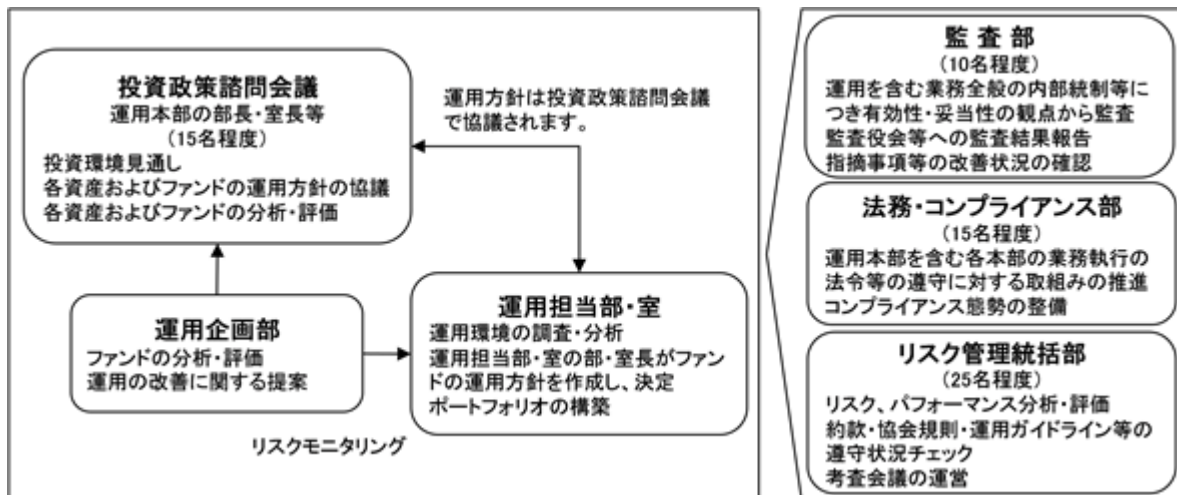 投資政策諮問会議
運用本部の部長・室長等
(15名程度)
投資環境見通し
各資産およびファンドの運用方針の協議
各資産およびファンドの分析・評価
運用方針は投資政策諮問会議
で協議されます。
運用企画部
ファンドの分析・評価
運用の改善に関する提案
運用担当部・室
運用環境の調査・分析
運用担当部・室の部・室長がファン
ドの運用方針を作成し、決定
ポートフォリオの構築
リスクモニタリング
監 査 部
(10名程度)
運用を含む業務全般の内部統制等に
つき有効性・妥当性の観点から監査
監査役会等への監査結果報告
指摘事項等の改善状況の確認
法務・コンプライアンス部
(15名程度)
運用本部を含む各本部の業務執行の
法令等の遵守に対する取組みの推進
コンプライアンス態勢の整備
リスク管理統括部
(25名程度)
リスク、パフォーマンス分析・評価
約款・協会規則・運用ガイドライン等の
遵守状況チェック
考査会議の運営